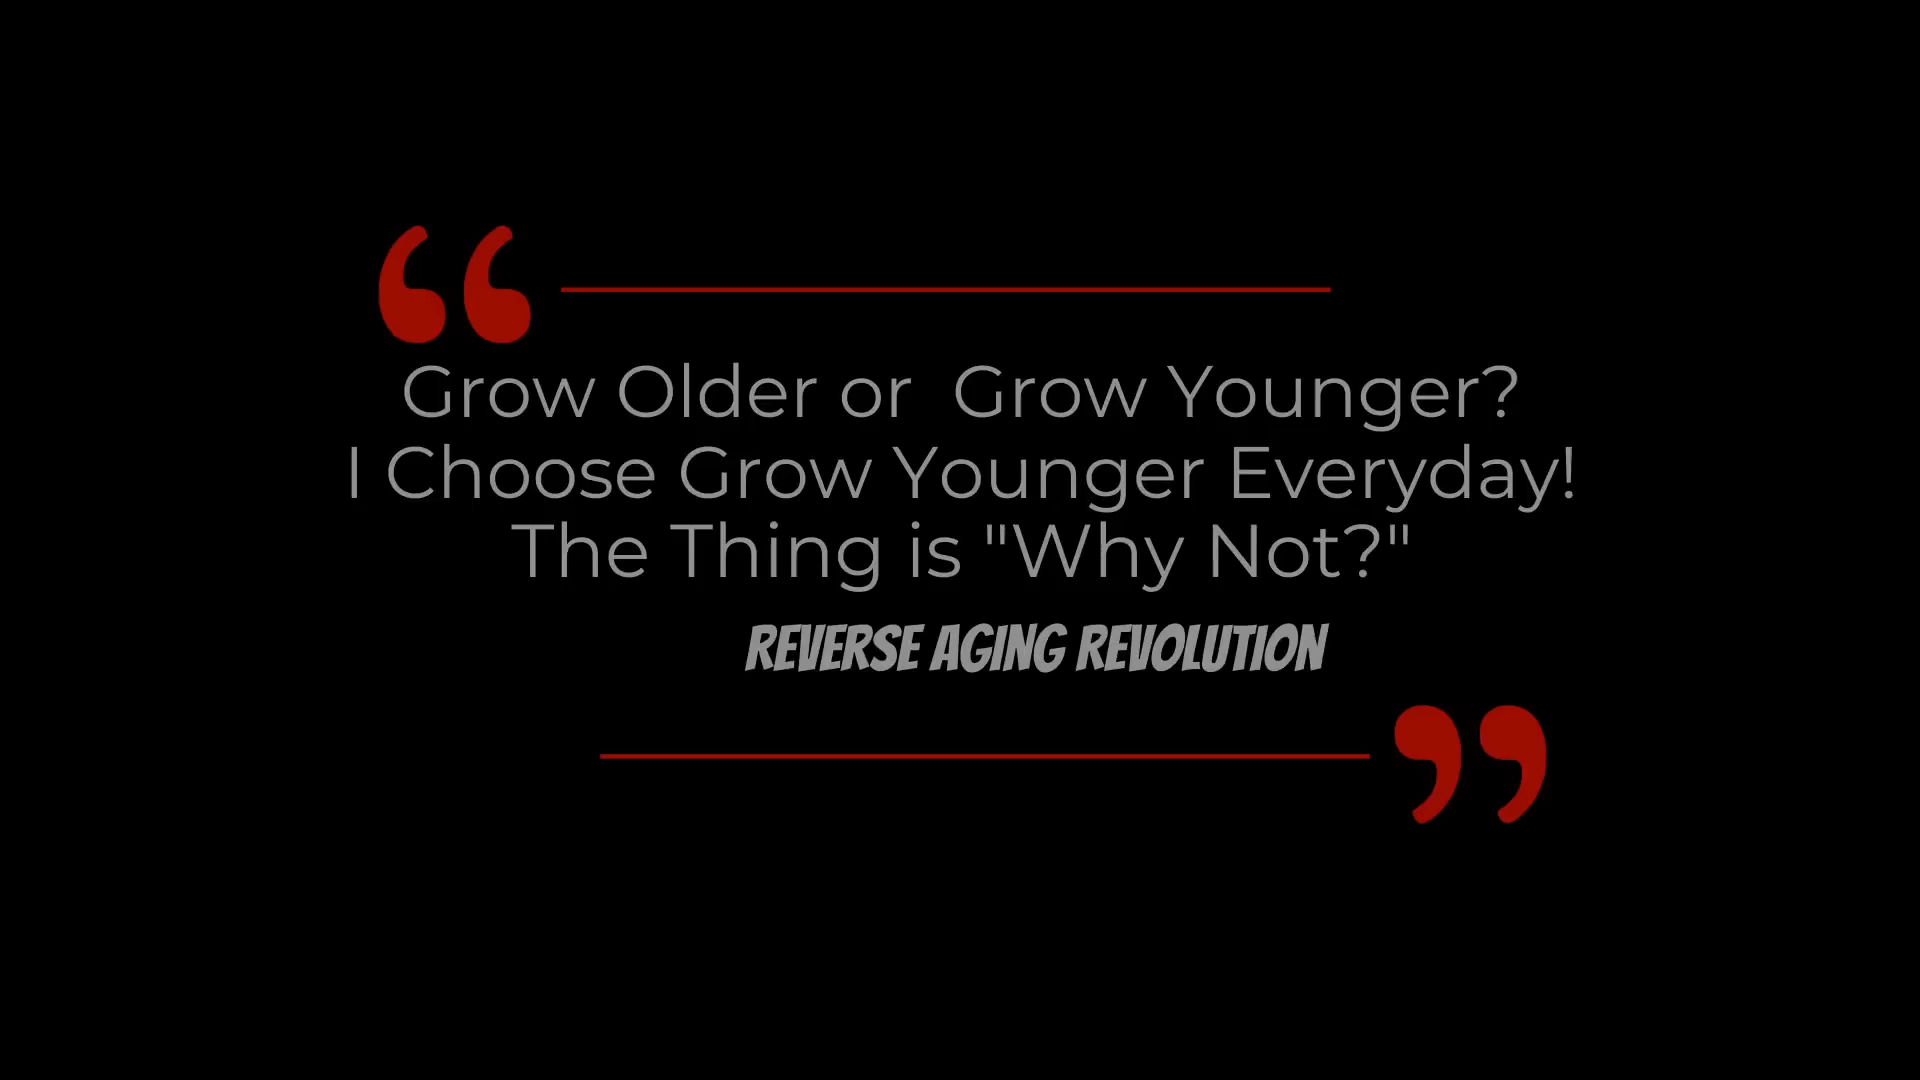 Grow Older or  Grow Younger?
I Choose Grow Younger Everyday!
The Thing is "Why Not?"
REVERSE AGING REVOLUTION